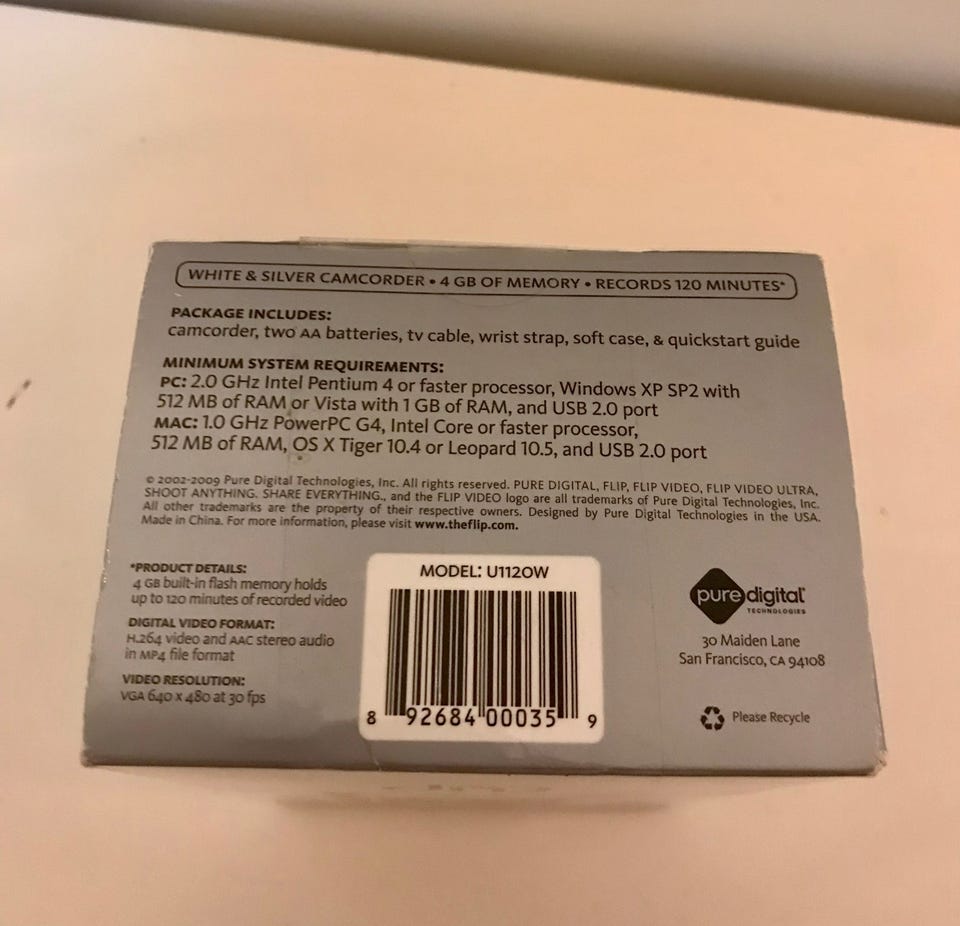 WHITE & SILVER CAMCORDER • 4 GB OF MEMORY • RECORDS 120 MINUTES*
PACKAGE INCLUDES:
camcorder, two AA batteries, tv cable, wrist strap, soft case, & quickstart guide
MINIMUM SYSTEM REQUIREMENTS:
PC: 2.0 GHz Intel Pentium 4 or faster processor, Windows XP SP2 with
512 MB of RAM or Vista with 1 GB of RAM, and USB 2.0 port
MAC: 1.0 GHz PowerPC G4, Intel Core or faster processor,
512 MB of RAM, OS X Tiger 10.4 or Leopard 10.5, and USB 2.0 port
© 2002-2009 Pure Digital Technologies, Inc. All rights reserved. PURE DIGITAL, FLIP, FLIP VIDEO, FLIP VIDEO ULTRA,
SHOOT ANYTHING. SHARE EVERYTHING., and the FLIP VIDEO logo are all trademarks of Pure Digital Technologies, Inc.
All other trademarks are the property of their respective owners. Designed by Pure Digital Technologies in the USA.
Made in China. For more information, please visit www.theflip.com.
*PRODUCT DETAILS:
4 GB built-in flash memory holds
up to 120 minutes of recorded video
DIGITAL VIDEO FORMAT:
H.264 video and AAC stereo audio
in MP4 file format
VIDEO RESOLUTION:
VGA 640 x 480 at 30 fps
MODEL: U1120W
8 92684 00035 9
pure digital
TECHNOLOGIES
30 Maiden Lane
San Francisco, CA 94108
Please Recycle